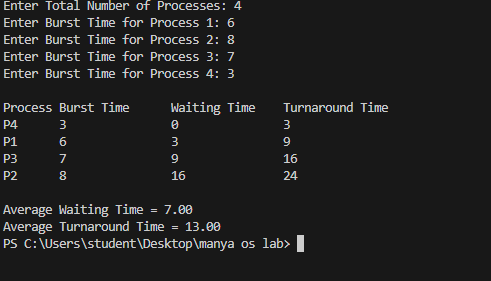 Enter Total Number of Processes: 4
Enter Burst Time for Process 1: 6
Enter Burst Time for Process 2: 8
Enter Burst Time for Process 3: 7
Enter Burst Time for Process 4: 3
Process Burst Time Waiting Time Turnaround Time
P4 3 0 3
P1 6 3 9
P3 7 9 16
P2 8 16 24
Average Waiting Time = 7.00
Average Turnaround Time = 13.00
PS C:\Users\student\Desktop\manya os lab>